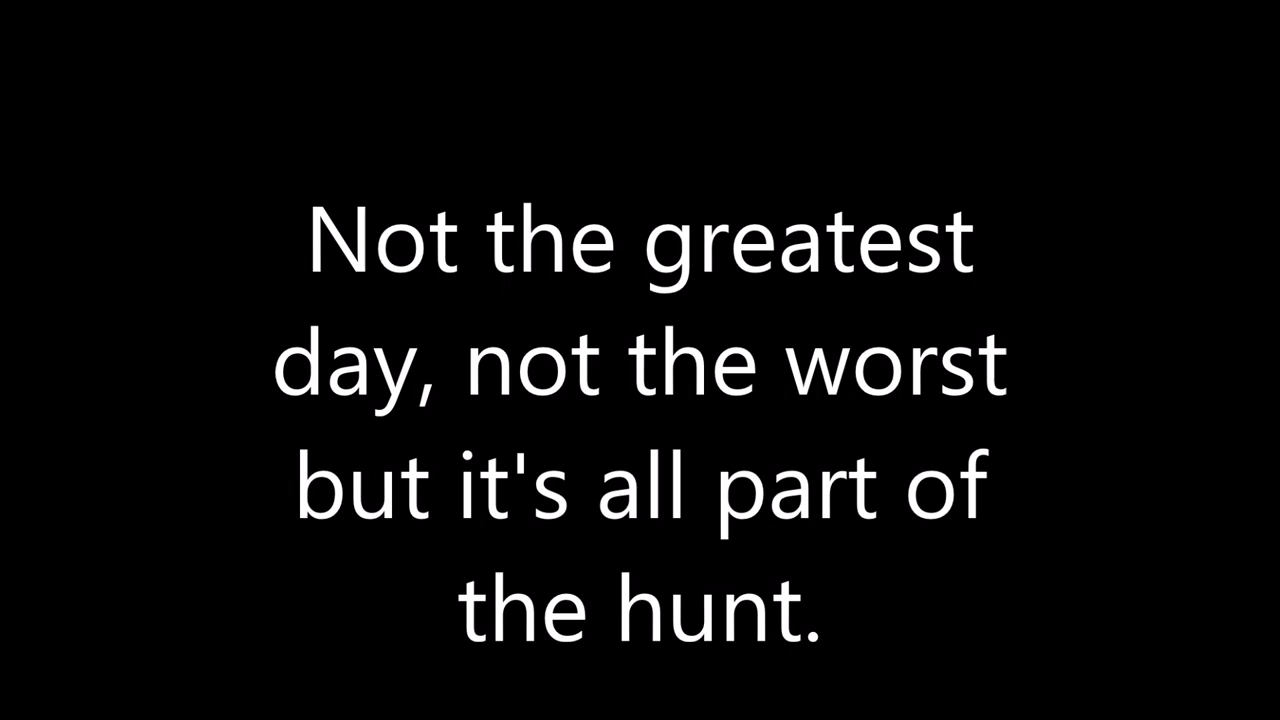 Not the greatest
day, not the worst
but it's all part of
the hunt.